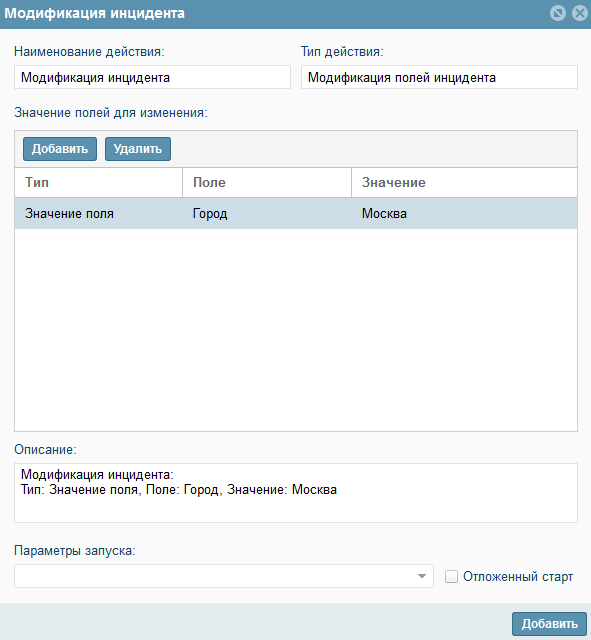 Модификация инцидента
Наименование действия: Тип действия:
Модификация инцидента Модификация полей инцидента
Значение полей для изменения:
Добавить Удалить
Тип Поле Значение
Значение поля Город Москва
Описание:
Модификация инцидента:
Тип: Значение поля, Поле: Город, Значение: Москва
Параметры запуска:
Отложенный старт
Добавить